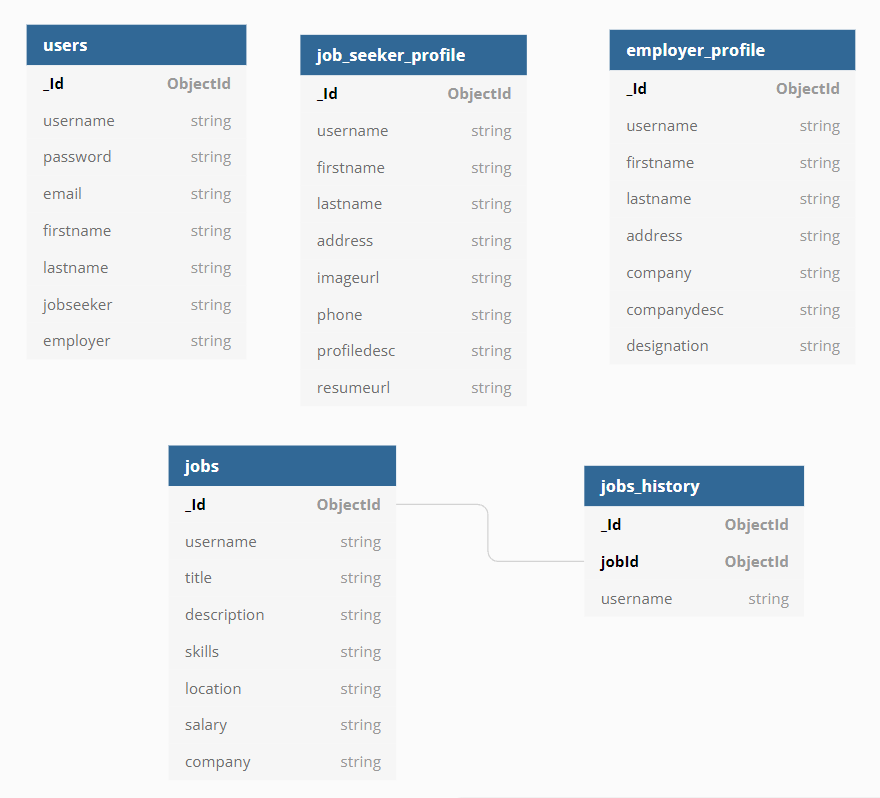 users
_Id ObjectId
username string
password string
email string
firstname string
lastname string
jobseeker string
employer string
job_seeker_profile
_Id ObjectId
username string
firstname string
lastname string
address string
imageurl string
phone string
profiledesc string
resumeurl string
employer_profile
_Id ObjectId
username string
firstname string
lastname string
address string
company string
companydesc string
designation string
jobs
_Id ObjectId
username string
title string
description string
skills string
location string
salary string
company string
jobs_history
_Id ObjectId
jobId ObjectId
username string